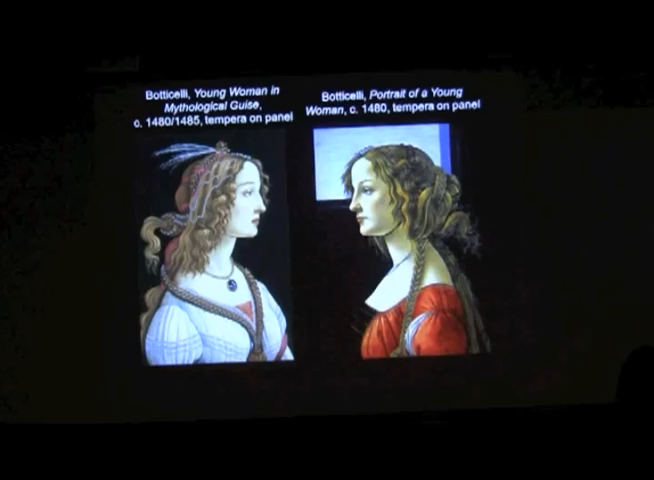 Botticelli, Young Woman in
Mythological Guise,
c. 1480/1485, tempera on panel
Botticelli, Portrait of a Young
Woman, c. 1480, tempera on panel